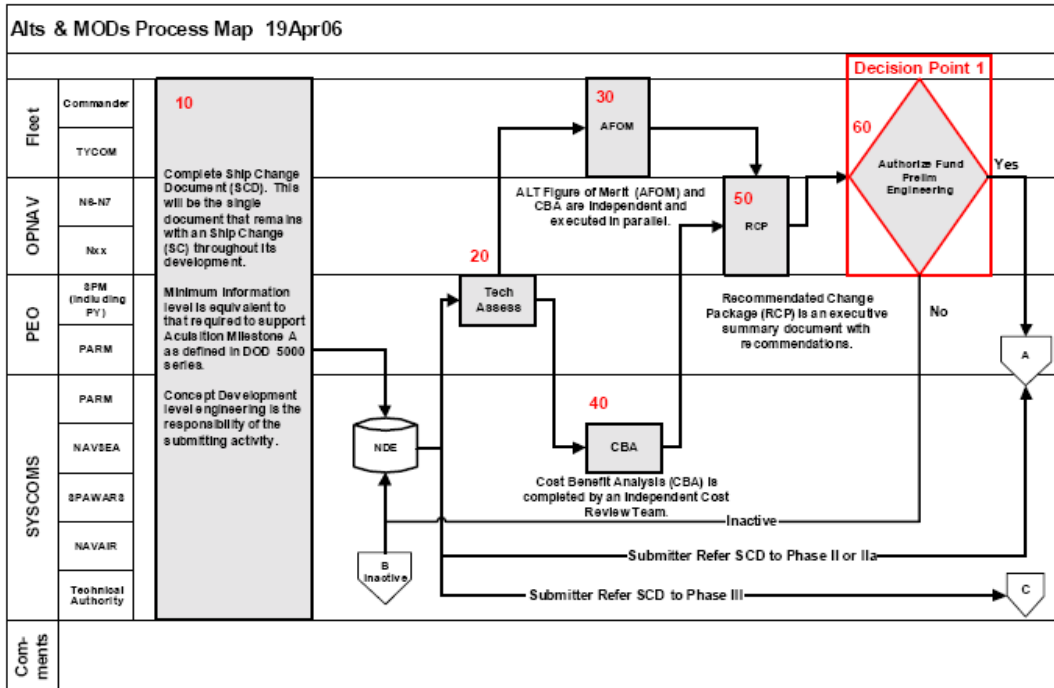 Alts & MODs Process Map 19Apr06
Decision Point 1
Fleet
Commander
TYCOM
OPNAV
N6-N7
Nxx
PEO
SPM
(Including
PY)
PARM
SYSCOMS
PARM
NAVSEA
SPAWARS
NAVAIR
Technical
Authority
Com-
ments
10
Complete Ship Change
Document (SCD). This
will be the single
document that remains
with an Ship Change
(SC) throughout its
development.
Minimum Information
level is equivalent to
that required to support
Acuisition Milestone A
as defined in DOD 5000
series.
Concept Development
level engineering is the
responsibility of the
submitting activity.
NDE
B
Inactive
20
Tech
Assess
30
AFOM
ALT Figure of Merit (AFOM) and
CBA are Independent and
executed in parallel.
40
CBA
Cost Benefit Analysis (CBA) is
completed by an Independent Cost
Review Team.
50
RCP
Recommended Change
Package (RCP) is an executive
summary document with
recommendations.
60
Authorize Fund
Prelim
Engineering
Yes
No
A
Inactive
Submitter Refer SCD to Phase II or IIa
Submitter Refer SCD to Phase III
C